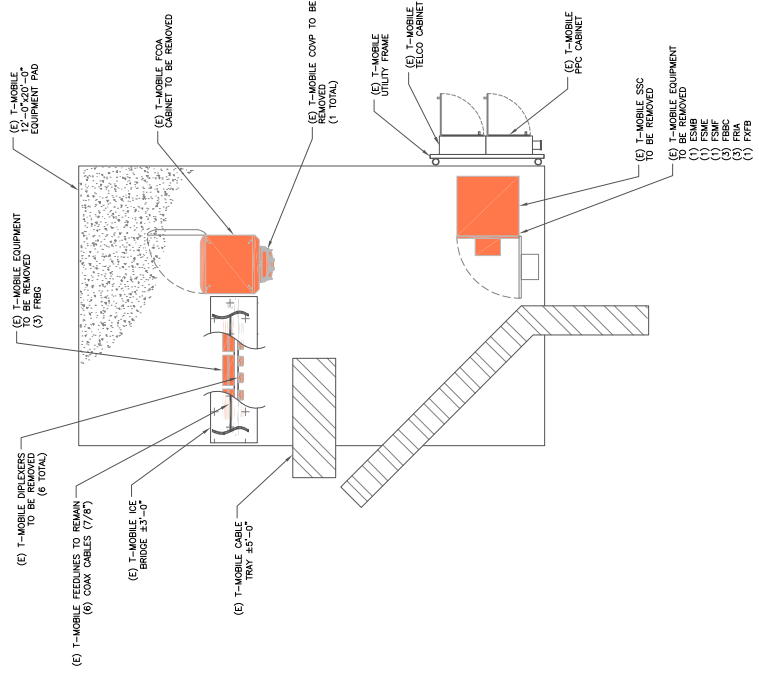 (E) T-MOBILE
12'-0"x20'-0"
EQUIPMENT PAD
(E) T-MOBILE FCOA
CABINET TO BE REMOVED
(E) T-MOBILE COVP TO BE
REMOVED
(1 TOTAL)
(E) T-MOBILE
UTILITY FRAME
(E) T-MOBILE
TELCO CABINET
(E) T-MOBILE
PPC CABINET
(E) T-MOBILE SSC
TO BE REMOVED
(E) T-MOBILE EQUIPMENT
TO BE REMOVED
(1) ESMB
(1) FSME
(1) FSMF
(3) FBBC
(3) FRIA
(1) FXFB
(E) T-MOBILE EQUIPMENT
TO BE REMOVED
(3) FRBG
(E) T-MOBILE DIPLEXERS
TO BE REMOVED
(6 TOTAL)
(E) T-MOBILE FEEDLINES TO REMAIN
(6) COAX CABLES (7/8")
(E) T-MOBILE ICE
BRIDGE ±3'-0"
(E) T-MOBILE CABLE
TRAY ±5'-0"